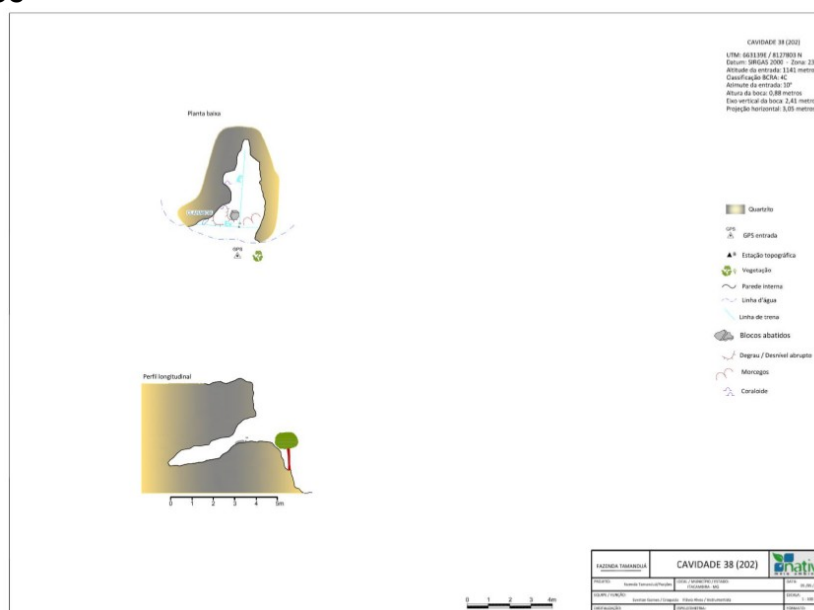 CAVIDADE 38 (202)
UTM: 663139E / 8127803 N
Datum: SIRGAS 2000 - Zona: 23
Altitude da entrada: 1141 metros
Classificação BCRA: 4C
Azimute da entrada: 10°
Altura da boca: 0,88 metros
Eixo vertical da boca: 2,41 metros
Projeção horizontal: 3,05 metros
Planta baixa
GPS
Quartzito
GPS
GPS entrada
Estação topográfica
Vegetação
Parede interna
Linha d'água
Linha de trena
Blocos abatidos
Degrau / Desnível abrupto
Morcegos
Coraloide
Perfil longitudinal
0 1 2 3 4 5m
0 1 2 3 4m
FAZENDA TAMANDUÁ
CAVIDADE 38 (202)
nativ